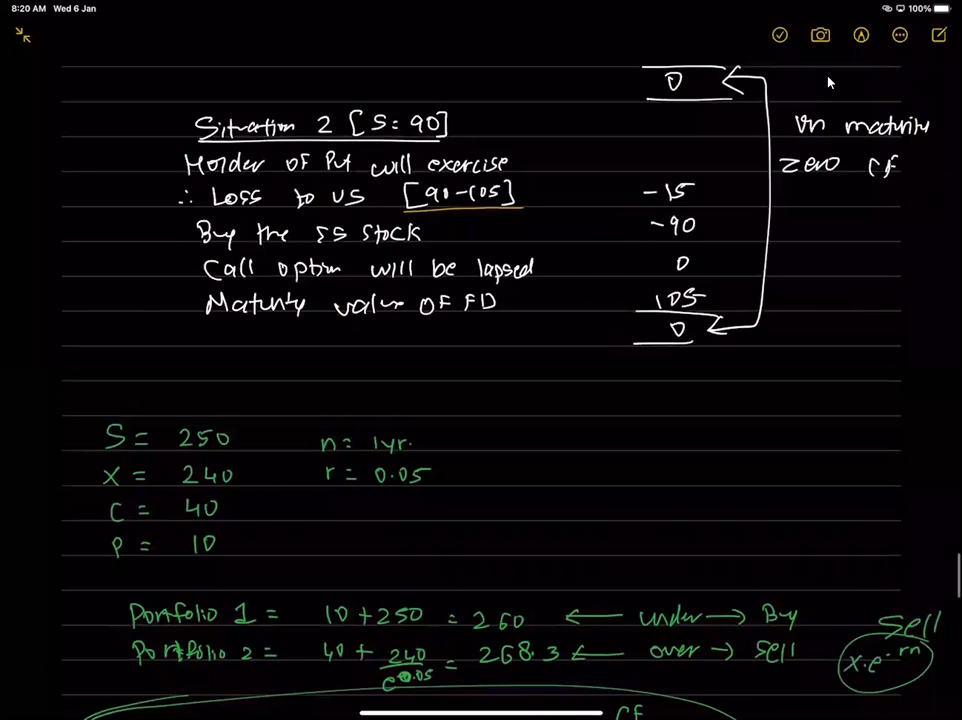 8:20 AM Wed 6 Jan 100%
0
Situation 2 [S: 90]
on maturity
Holder of Put will exercise
zero CF
∴ Loss to us [90-105] -15
Buy the SS stock -90
Call option will be lapsed 0
Maturity value of FD 105
0
S = 250 n = 1yr.
X = 240 r = 0.05
C = 40
P = 10
Portfolio 1 = 10 + 250 = 260 ← under → Buy
Sell
Portfolio 2 = 40 + 240/e^0.05 = 268.3 ← over → Sell
x.e^-rn
CF